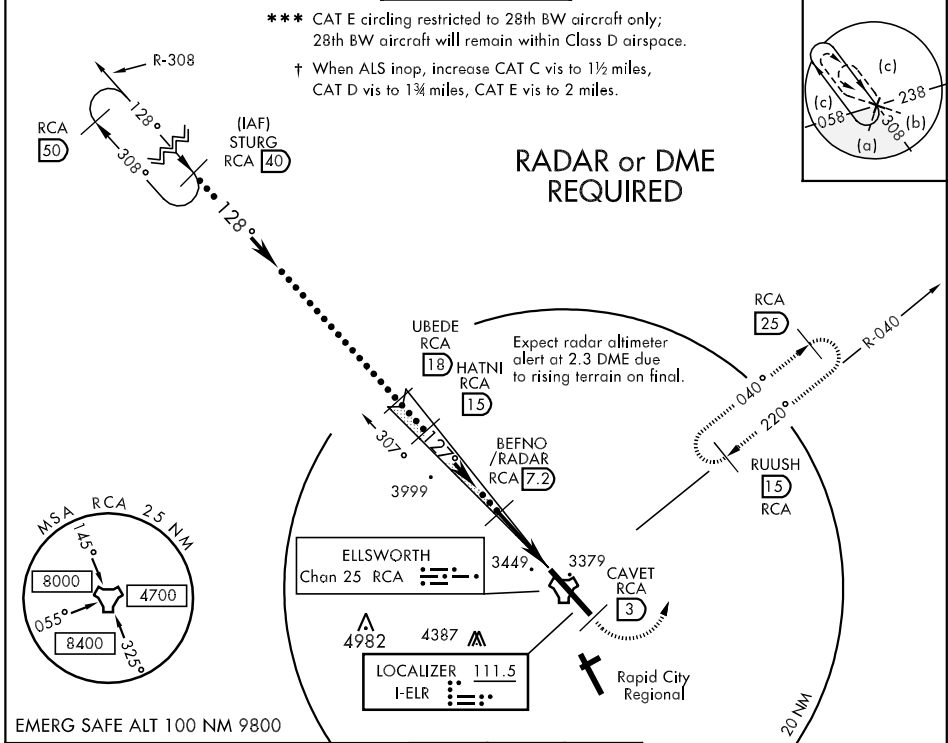 *** CAT E circling restricted to 28th BW aircraft only;
28th BW aircraft will remain within Class D airspace.
† When ALS inop, increase CAT C vis to 1½ miles,
CAT D vis to 1¾ miles, CAT E vis to 2 miles.
(c)
238
(c)
058
(b)
308
(a)
R-308
RCA
50
128°
308°
(IAF)
STURG
RCA 40
128°
RADAR or DME
REQUIRED
UBEDE
RCA
18
HATNI
RCA
15
Expect radar altimeter
alert at 2.3 DME due
to rising terrain on final.
RCA
25
R-040
040°
220°
RUUSH
15
RCA
307°
127°
BEFNO
/RADAR
RCA 7.2
3999
MSA RCA 25 NM
145°
8000
4700
055°
8400
325°
ELLSWORTH
Chan 25 RCA
3449
3379
CAVET
RCA
3
4982
4387
LOCALIZER 111.5
I-ELR
Rapid City
Regional
20 NM
EMERG SAFE ALT 100 NM 9800